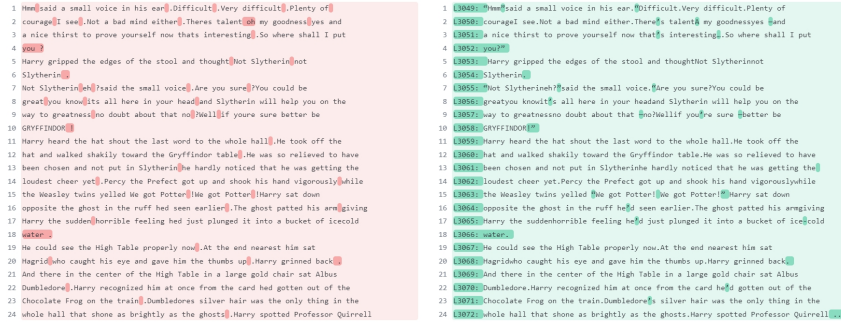 1 Hmm said a small voice in his ear .Difficult .Very difficult .Plenty of
2 courage I see .Not a bad mind either .Theres talent oh my goodness yes and
3 a nice thirst to prove yourself now thats interesting .So where shall I put
4 you ?
5 Harry gripped the edges of the stool and thought Not Slytherin not
6 Slytherin .
7 Not Slytherin eh ?said the small voice .Are you sure ?You could be
8 great you know its all here in your head and Slytherin will help you on the
9 way to greatness no doubt about that no ?Well if youre sure better be
10 GRYFFINDOR !
11 Harry heard the hat shout the last word to the whole hall .He took off the
12 hat and walked shakily toward the Gryffindor table .He was so relieved to have
13 been chosen and not put in Slytherin he hardly noticed that he was getting the
14 loudest cheer yet .Percy the Prefect got up and shook his hand vigorously while
15 the Weasley twins yelled We got Potter !We got Potter !Harry sat down
16 opposite the ghost in the ruff hed seen earlier .The ghost patted his arm giving
17 Harry the sudden horrible feeling hed just plunged it into a bucket of icecold
18 water .
19 He could see the High Table properly now .At the end nearest him sat
20 Hagrid who caught his eye and gave him the thumbs up .Harry grinned back .
21 And there in the center of the High Table in a large gold chair sat Albus
22 Dumbledore .Harry recognized him at once from the card hed gotten out of the
23 Chocolate Frog on the train .Dumbledores silver hair was the only thing in the
24 whole hall that shone as brightly as the ghosts .Harry spotted Professor Quirrell
1 L3049: "Hmm"said a small voice in his ear."Difficult.Very difficult.Plenty of
2 L3050: courageI see.Not a bad mind either.There's talentA my goodnessyes —and
3 L3051: a nice thirst to prove yourself now that's interesting….So where shall I put
4 L3052: you?"
5 L3053: Harry gripped the edges of the stool and thoughtNot Slytherinnot
6 L3054: Slytherin.
7 L3055: "Not Slytherineh?"said the small voice."Are you sure?You could be
8 L3056: greatyou knowit's all here in your headand Slytherin will help you on the
9 L3057: way to greatnessno doubt about that —no?Wellif you're sure —better be
10 L3058: GRYFFINDOR!"
11 L3059: Harry heard the hat shout the last word to the whole hall.He took off the
12 L3060: hat and walked shakily toward the Gryffindor table.He was so relieved to have
13 L3061: been chosen and not put in Slytherinhe hardly noticed that he was getting the
14 L3062: loudest cheer yet.Percy the Prefect got up and shook his hand vigorouslywhile
15 L3063: the Weasley twins yelled "We got Potter! We got Potter!" Harry sat down
16 L3064: opposite the ghost in the ruff he'd seen earlier.The ghost patted his armgiving
17 L3065: Harry the suddenhorrible feeling he'd just plunged it into a bucket of ice-cold
18 L3066: water.
19 L3067: He could see the High Table properly now.At the end nearest him sat
20 L3068: Hagridwho caught his eye and gave him the thumbs up.Harry grinned back.
21 L3069: And there in the center of the High Table in a large gold chair sat Albus
22 L3070: Dumbledore.Harry recognized him at once from the card he'd gotten out of the
23 L3071: Chocolate Frog on the train.Dumbledore's silver hair was the only thing in the
24 L3072: whole hall that shone as brightly as the ghosts.Harry spotted Professor Quirrell ..